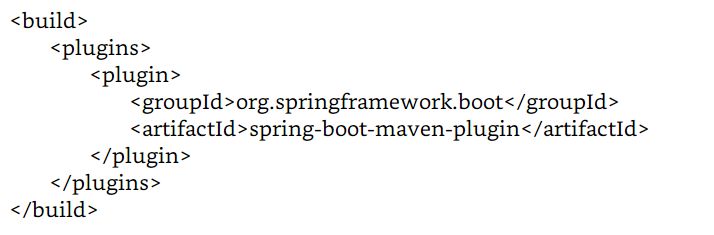 <build>
<plugins>
<plugin>
<groupId>org.springframework.boot</groupId>
<artifactId>spring-boot-maven-plugin</artifactId>
</plugin>
</plugins>
</build>